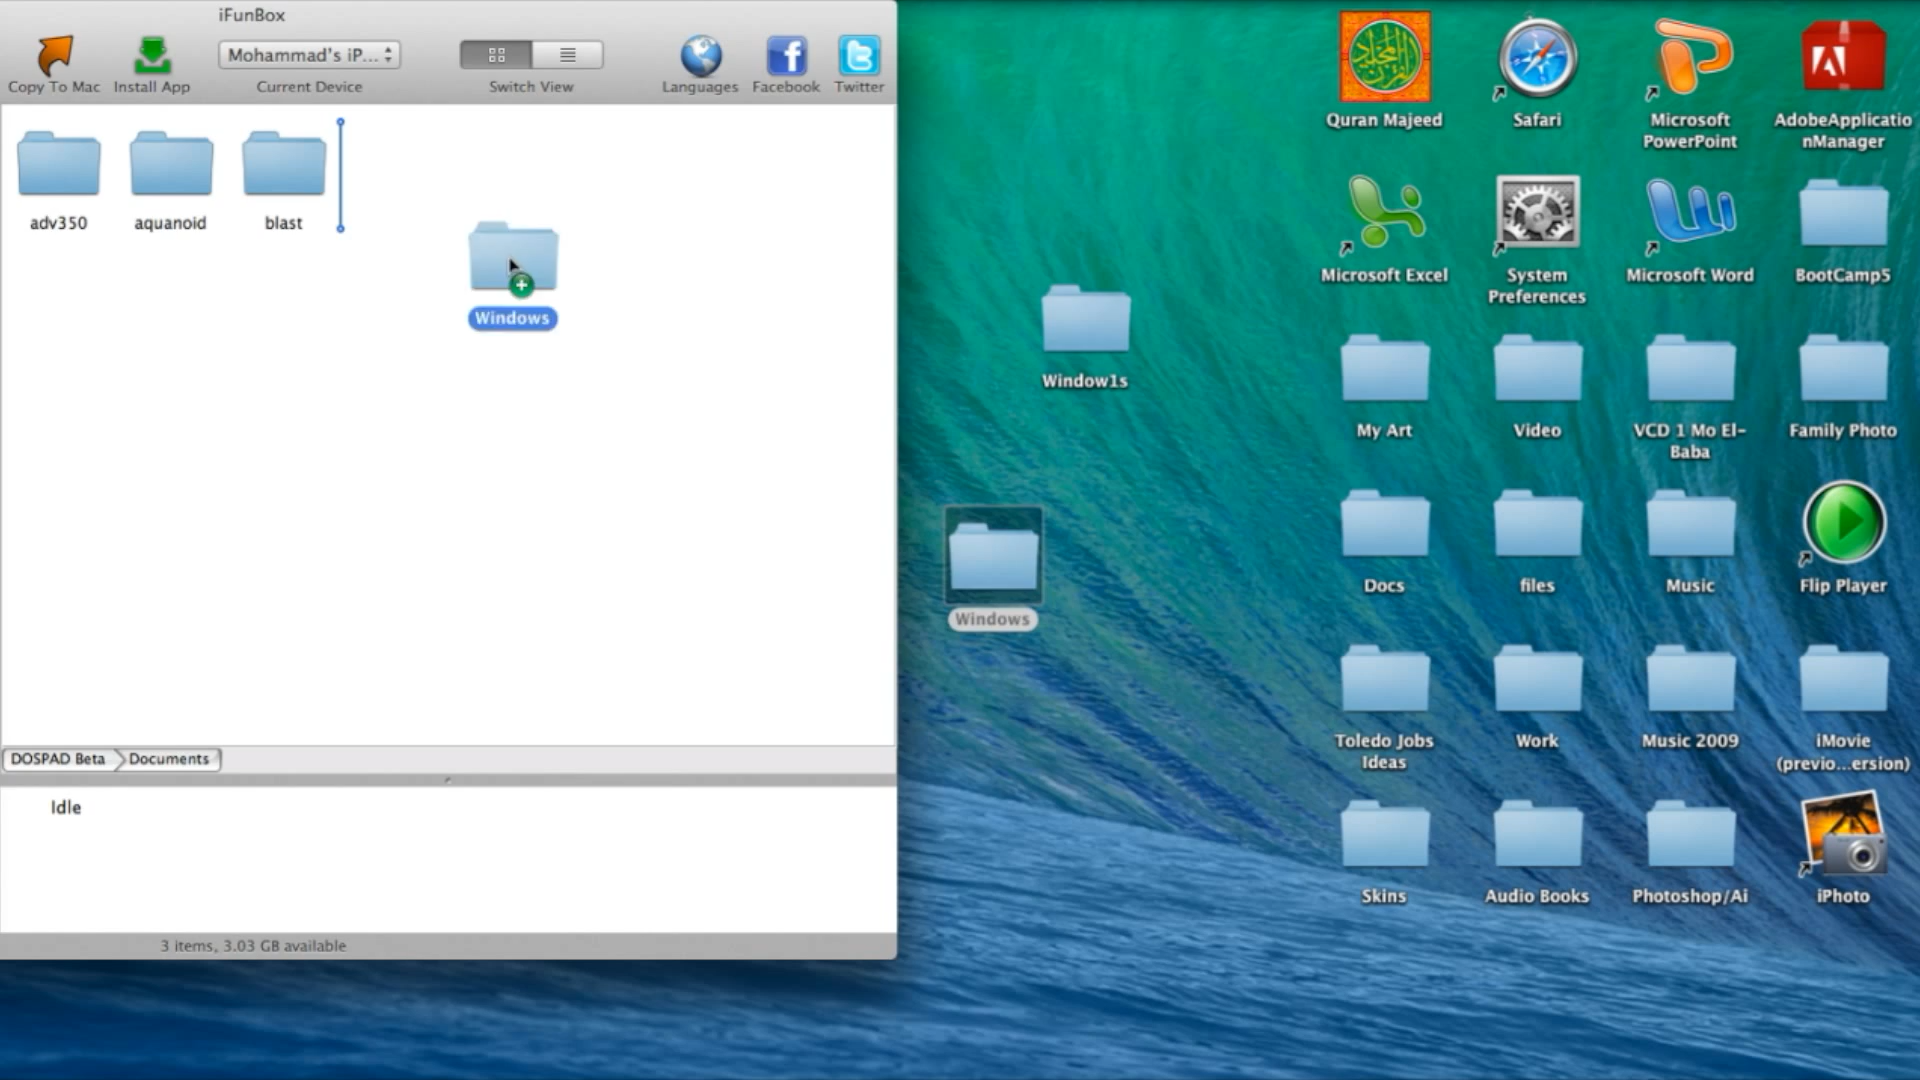 iFunBox
Copy To Mac
Install App
Mohammad's iP...
Current Device
Switch View
Languages
Facebook
Twitter
adv350
aquanoid
blast
Windows
DOSPAD Beta
Documents
Idle
3 items, 3.03 GB available
Window1s
Windows
Quran Majeed
Safari
Microsoft
PowerPoint
AdobeApplicatio
nManager
Microsoft Excel
System
Preferences
Microsoft Word
BootCamp5
My Art
Video
VCD 1 Mo El-
Baba
Family Photo
Docs
files
Music
Flip Player
Toledo Jobs
Ideas
Work
Music 2009
iMovie
(previo...ersion)
Skins
Audio Books
Photoshop/Ai
iPhoto